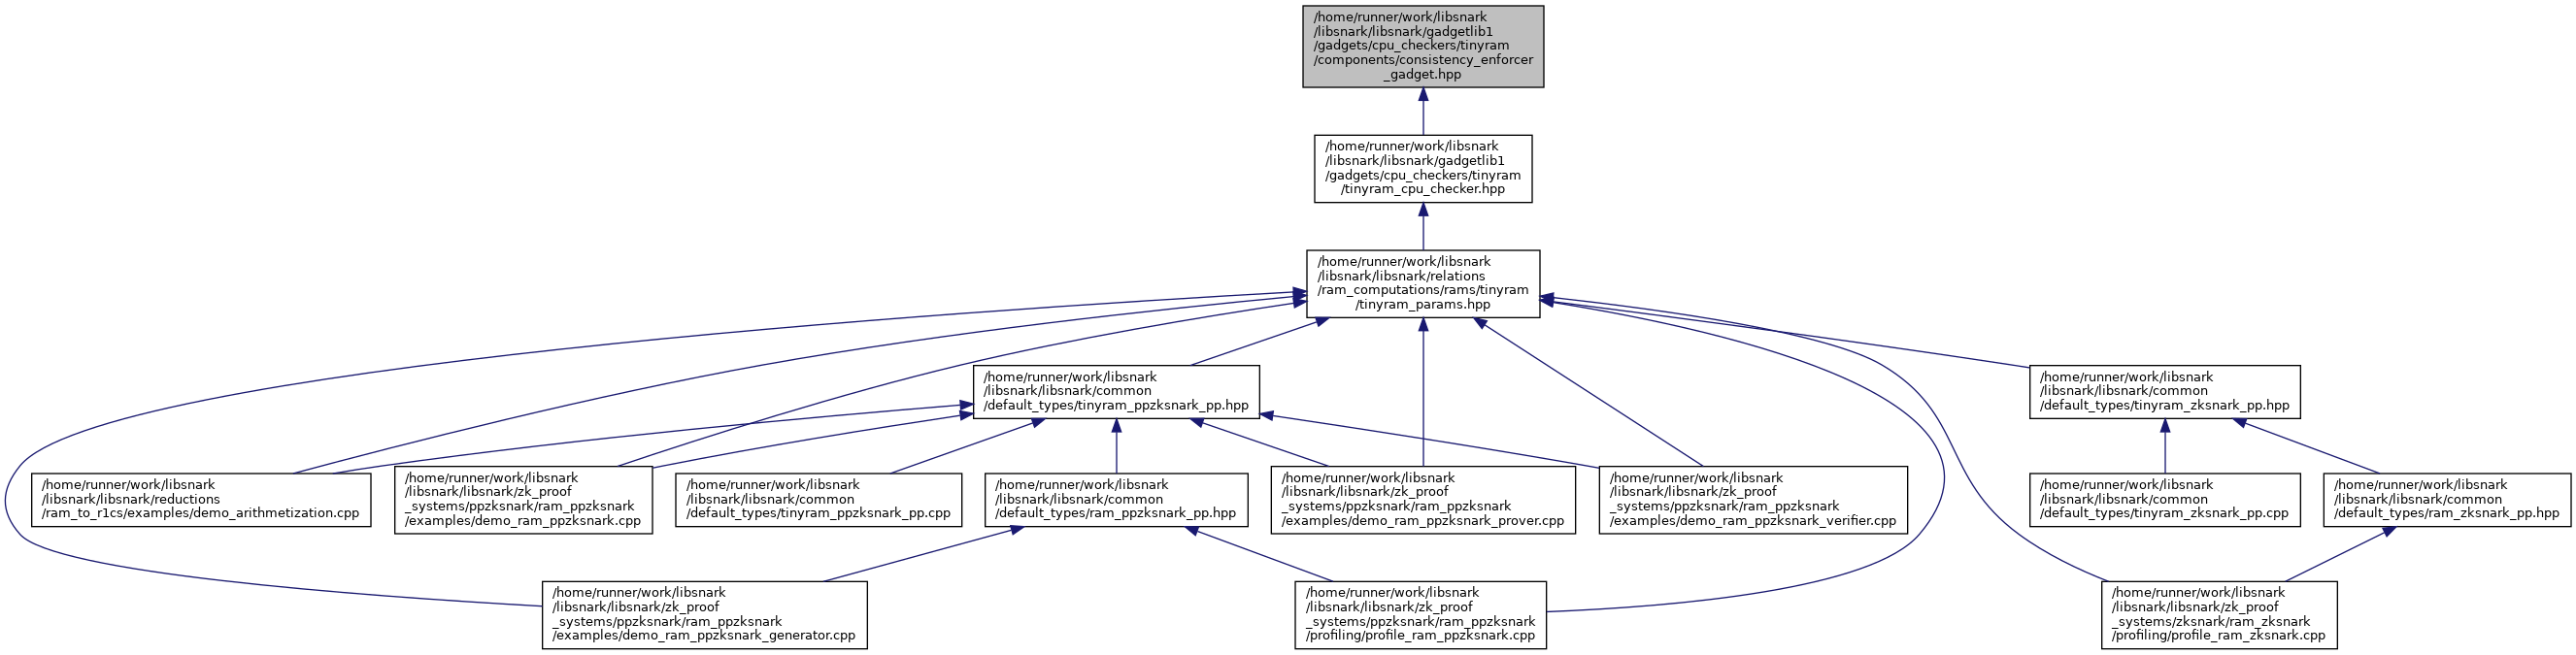 /home/runner/work/libsnark
/libsnark/libsnark/gadgetlib1
/gadgets/cpu_checkers/tinyram
/components/consistency_enforcer
_gadget.hpp
/home/runner/work/libsnark
/libsnark/libsnark/gadgetlib1
/gadgets/cpu_checkers/tinyram
/tinyram_cpu_checker.hpp
/home/runner/work/libsnark
/libsnark/libsnark/relations
/ram_computations/rams/tinyram
/tinyram_params.hpp
/home/runner/work/libsnark
/libsnark/libsnark/common
/default_types/tinyram_ppzksnark_pp.hpp
/home/runner/work/libsnark
/libsnark/libsnark/common
/default_types/tinyram_zksnark_pp.hpp
/home/runner/work/libsnark
/libsnark/libsnark/reductions
/ram_to_r1cs/examples/demo_arithmetization.cpp
/home/runner/work/libsnark
/libsnark/libsnark/zk_proof
_systems/ppzksnark/ram_ppzksnark
/examples/demo_ram_ppzksnark.cpp
/home/runner/work/libsnark
/libsnark/libsnark/common
/default_types/tinyram_ppzksnark_pp.cpp
/home/runner/work/libsnark
/libsnark/libsnark/common
/default_types/ram_ppzksnark_pp.hpp
/home/runner/work/libsnark
/libsnark/libsnark/zk_proof
_systems/ppzksnark/ram_ppzksnark
/examples/demo_ram_ppzksnark_prover.cpp
/home/runner/work/libsnark
/libsnark/libsnark/zk_proof
_systems/ppzksnark/ram_ppzksnark
/examples/demo_ram_ppzksnark_verifier.cpp
/home/runner/work/libsnark
/libsnark/libsnark/common
/default_types/tinyram_zksnark_pp.cpp
/home/runner/work/libsnark
/libsnark/libsnark/common
/default_types/ram_zksnark_pp.hpp
/home/runner/work/libsnark
/libsnark/libsnark/zk_proof
_systems/ppzksnark/ram_ppzksnark
/examples/demo_ram_ppzksnark_generator.cpp
/home/runner/work/libsnark
/libsnark/libsnark/zk_proof
_systems/ppzksnark/ram_ppzksnark
/profiling/profile_ram_ppzksnark.cpp
/home/runner/work/libsnark
/libsnark/libsnark/zk_proof
_systems/zksnark/ram_zksnark
/profiling/profile_ram_zksnark.cpp